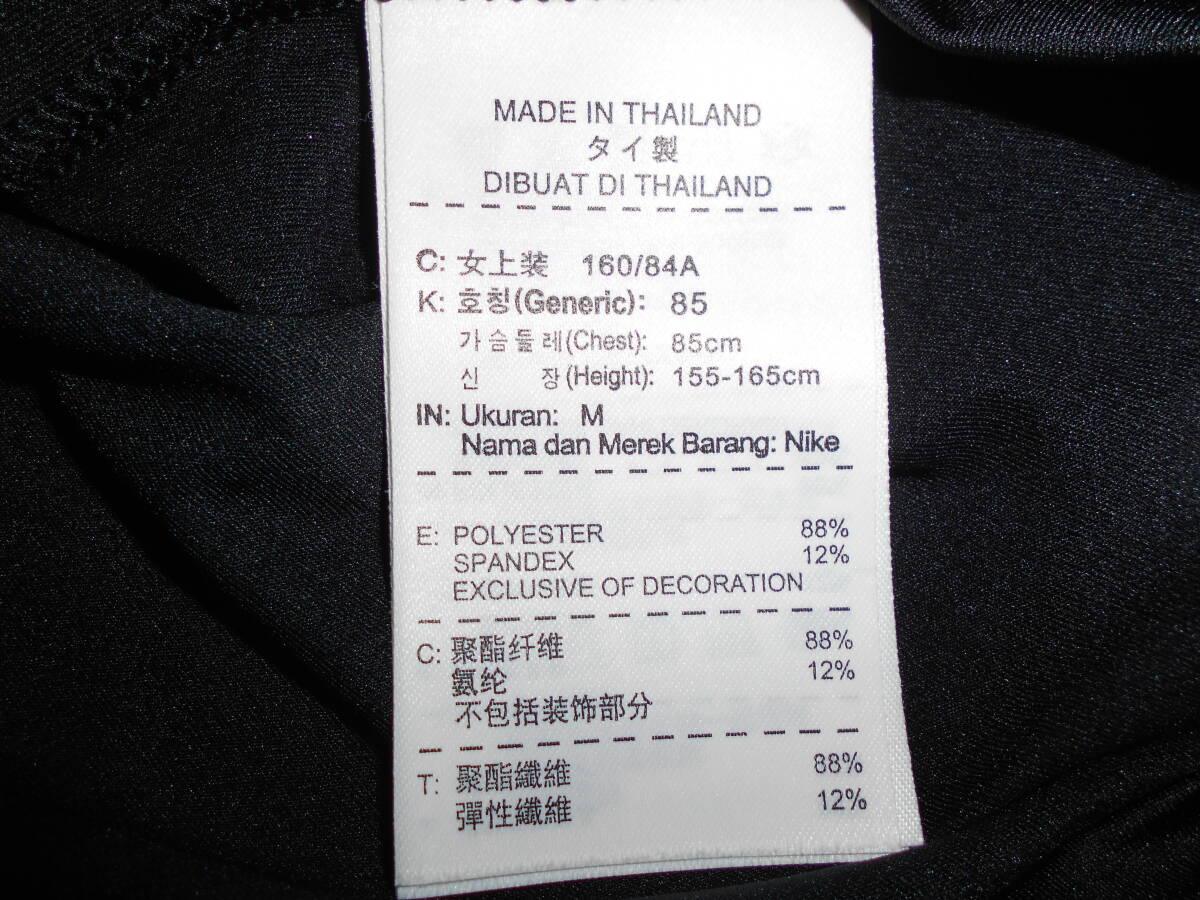 MADE IN THAILAND
タイ製
DIBUAT DI THAILAND
C: 女上装 160/84A
K: 호칭(Generic): 85
가슴둘레(Chest): 85cm
신 장(Height): 155-165cm
IN: Ukuran: M
Nama dan Merek Barang: Nike
E: POLYESTER 88%
SPANDEX 12%
EXCLUSIVE OF DECORATION
C: 聚酯纤维 88%
氨纶 12%
不包括装饰部分
T: 聚酯纖維 88%
彈性纖維 12%